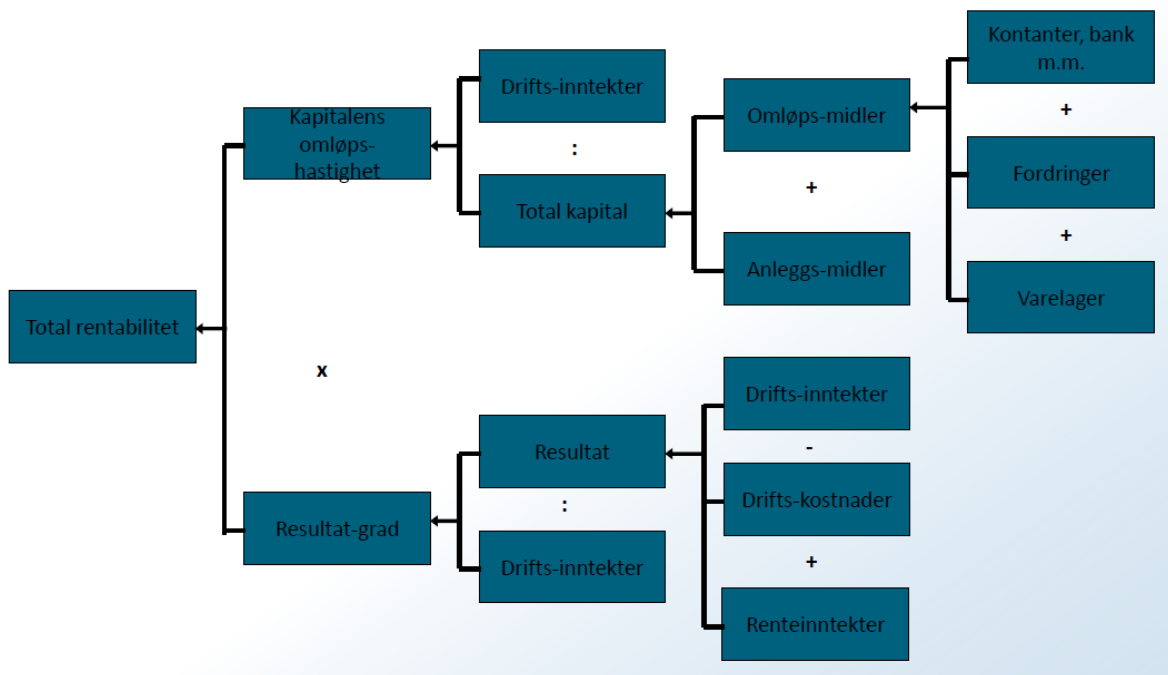 Kontanter, bank
m.m.
Drifts-inntekter
+
Kapitalens
omløps-
hastighet
Omløps-midler
:
Fordringer
+
Total kapital
+
Anleggs-midler
Varelager
Total rentabilitet
x
Drifts-inntekter
-
Resultat
Drifts-kostnader
:
Resultat-grad
+
Drifts-inntekter
Renteinntekter